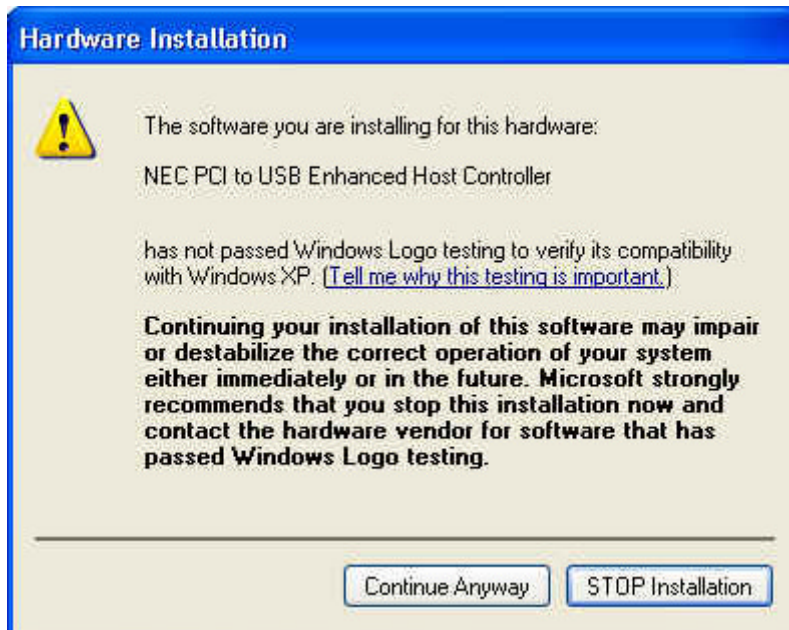 Hardware Installation
The software you are installing for this hardware:
NEC PCI to USB Enhanced Host Controller
has not passed Windows Logo testing to verify its compatibility
with Windows XP. (Tell me why this testing is important.)
Continuing your installation of this software may impair
or destabilize the correct operation of your system
either immediately or in the future. Microsoft strongly
recommends that you stop this installation now and
contact the hardware vendor for software that has
passed Windows Logo testing.
Continue Anyway
STOP Installation